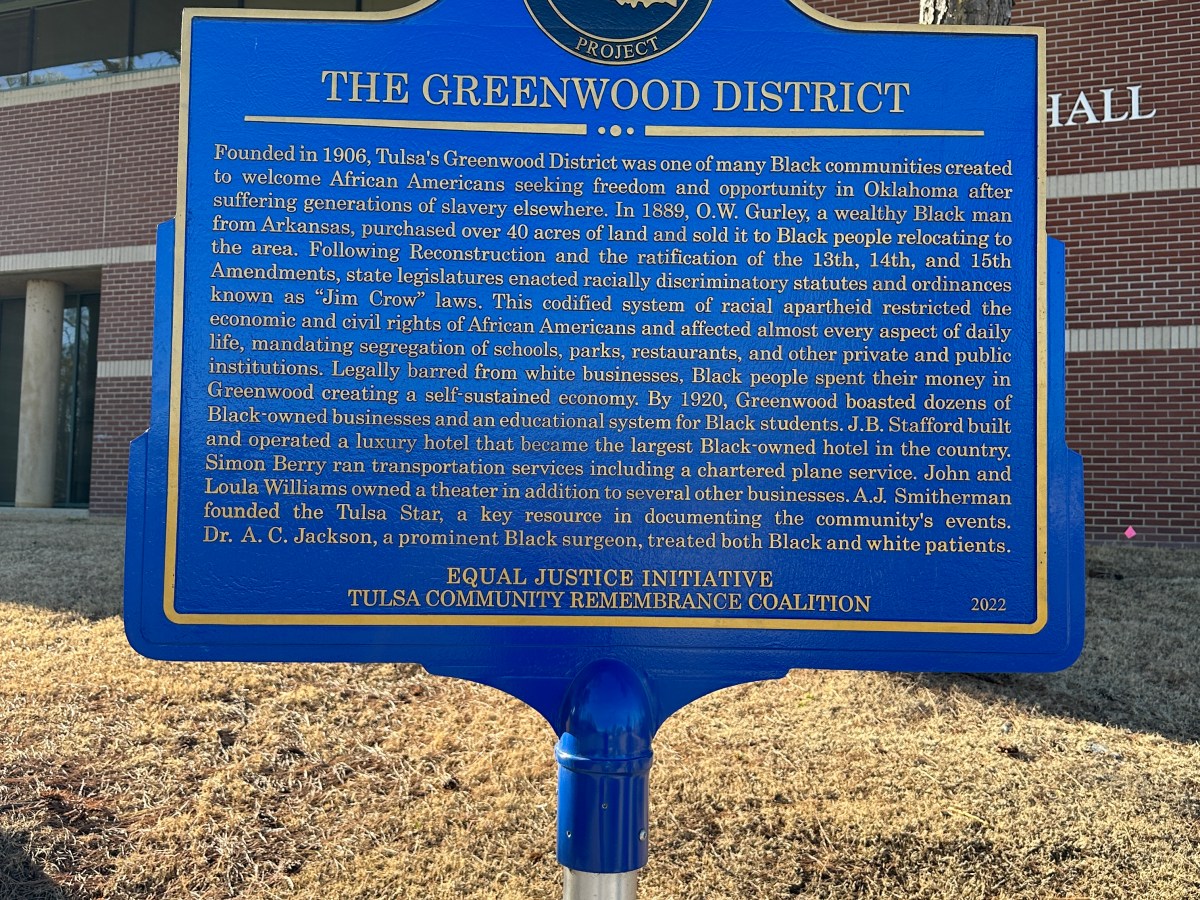 PROJECT
THE GREENWOOD DISTRICT
HALL
Founded in 1906, Tulsa's Greenwood District was one of many Black communities created
to welcome African Americans seeking freedom and opportunity in Oklahoma after
suffering generations of slavery elsewhere. In 1889, O.W. Gurley, a wealthy Black man
from Arkansas, purchased over 40 acres of land and sold it to Black people relocating to
the area. Following Reconstruction and the ratification of the 13th, 14th, and 15th
Amendments, state legislatures enacted racially discriminatory statutes and ordinances
known as “Jim Crow” laws. This codified system of racial apartheid restricted the
economic and civil rights of African Americans and affected almost every aspect of daily
life, mandating segregation of schools, parks, restaurants, and other private and public
institutions. Legally barred from white businesses, Black people spent their money in
Greenwood creating a self-sustained economy. By 1920, Greenwood boasted dozens of
Black-owned businesses and an educational system for Black students. J.B. Stafford built
and operated a luxury hotel that became the largest Black-owned hotel in the country.
Simon Berry ran transportation services including a chartered plane service. John and
Loula Williams owned a theater in addition to several other businesses. A.J. Smitherman
founded the Tulsa Star, a key resource in documenting the community's events.
Dr. A. C. Jackson, a prominent Black surgeon, treated both Black and white patients.
EQUAL JUSTICE INITIATIVE
TULSA COMMUNITY REMEMBRANCE COALITION
2022